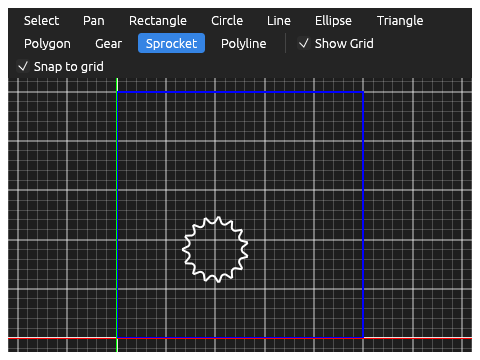 Select Pan Rectangle Circle Line Ellipse Triangle
Polygon Gear Sprocket Polyline Show Grid
Snap to grid